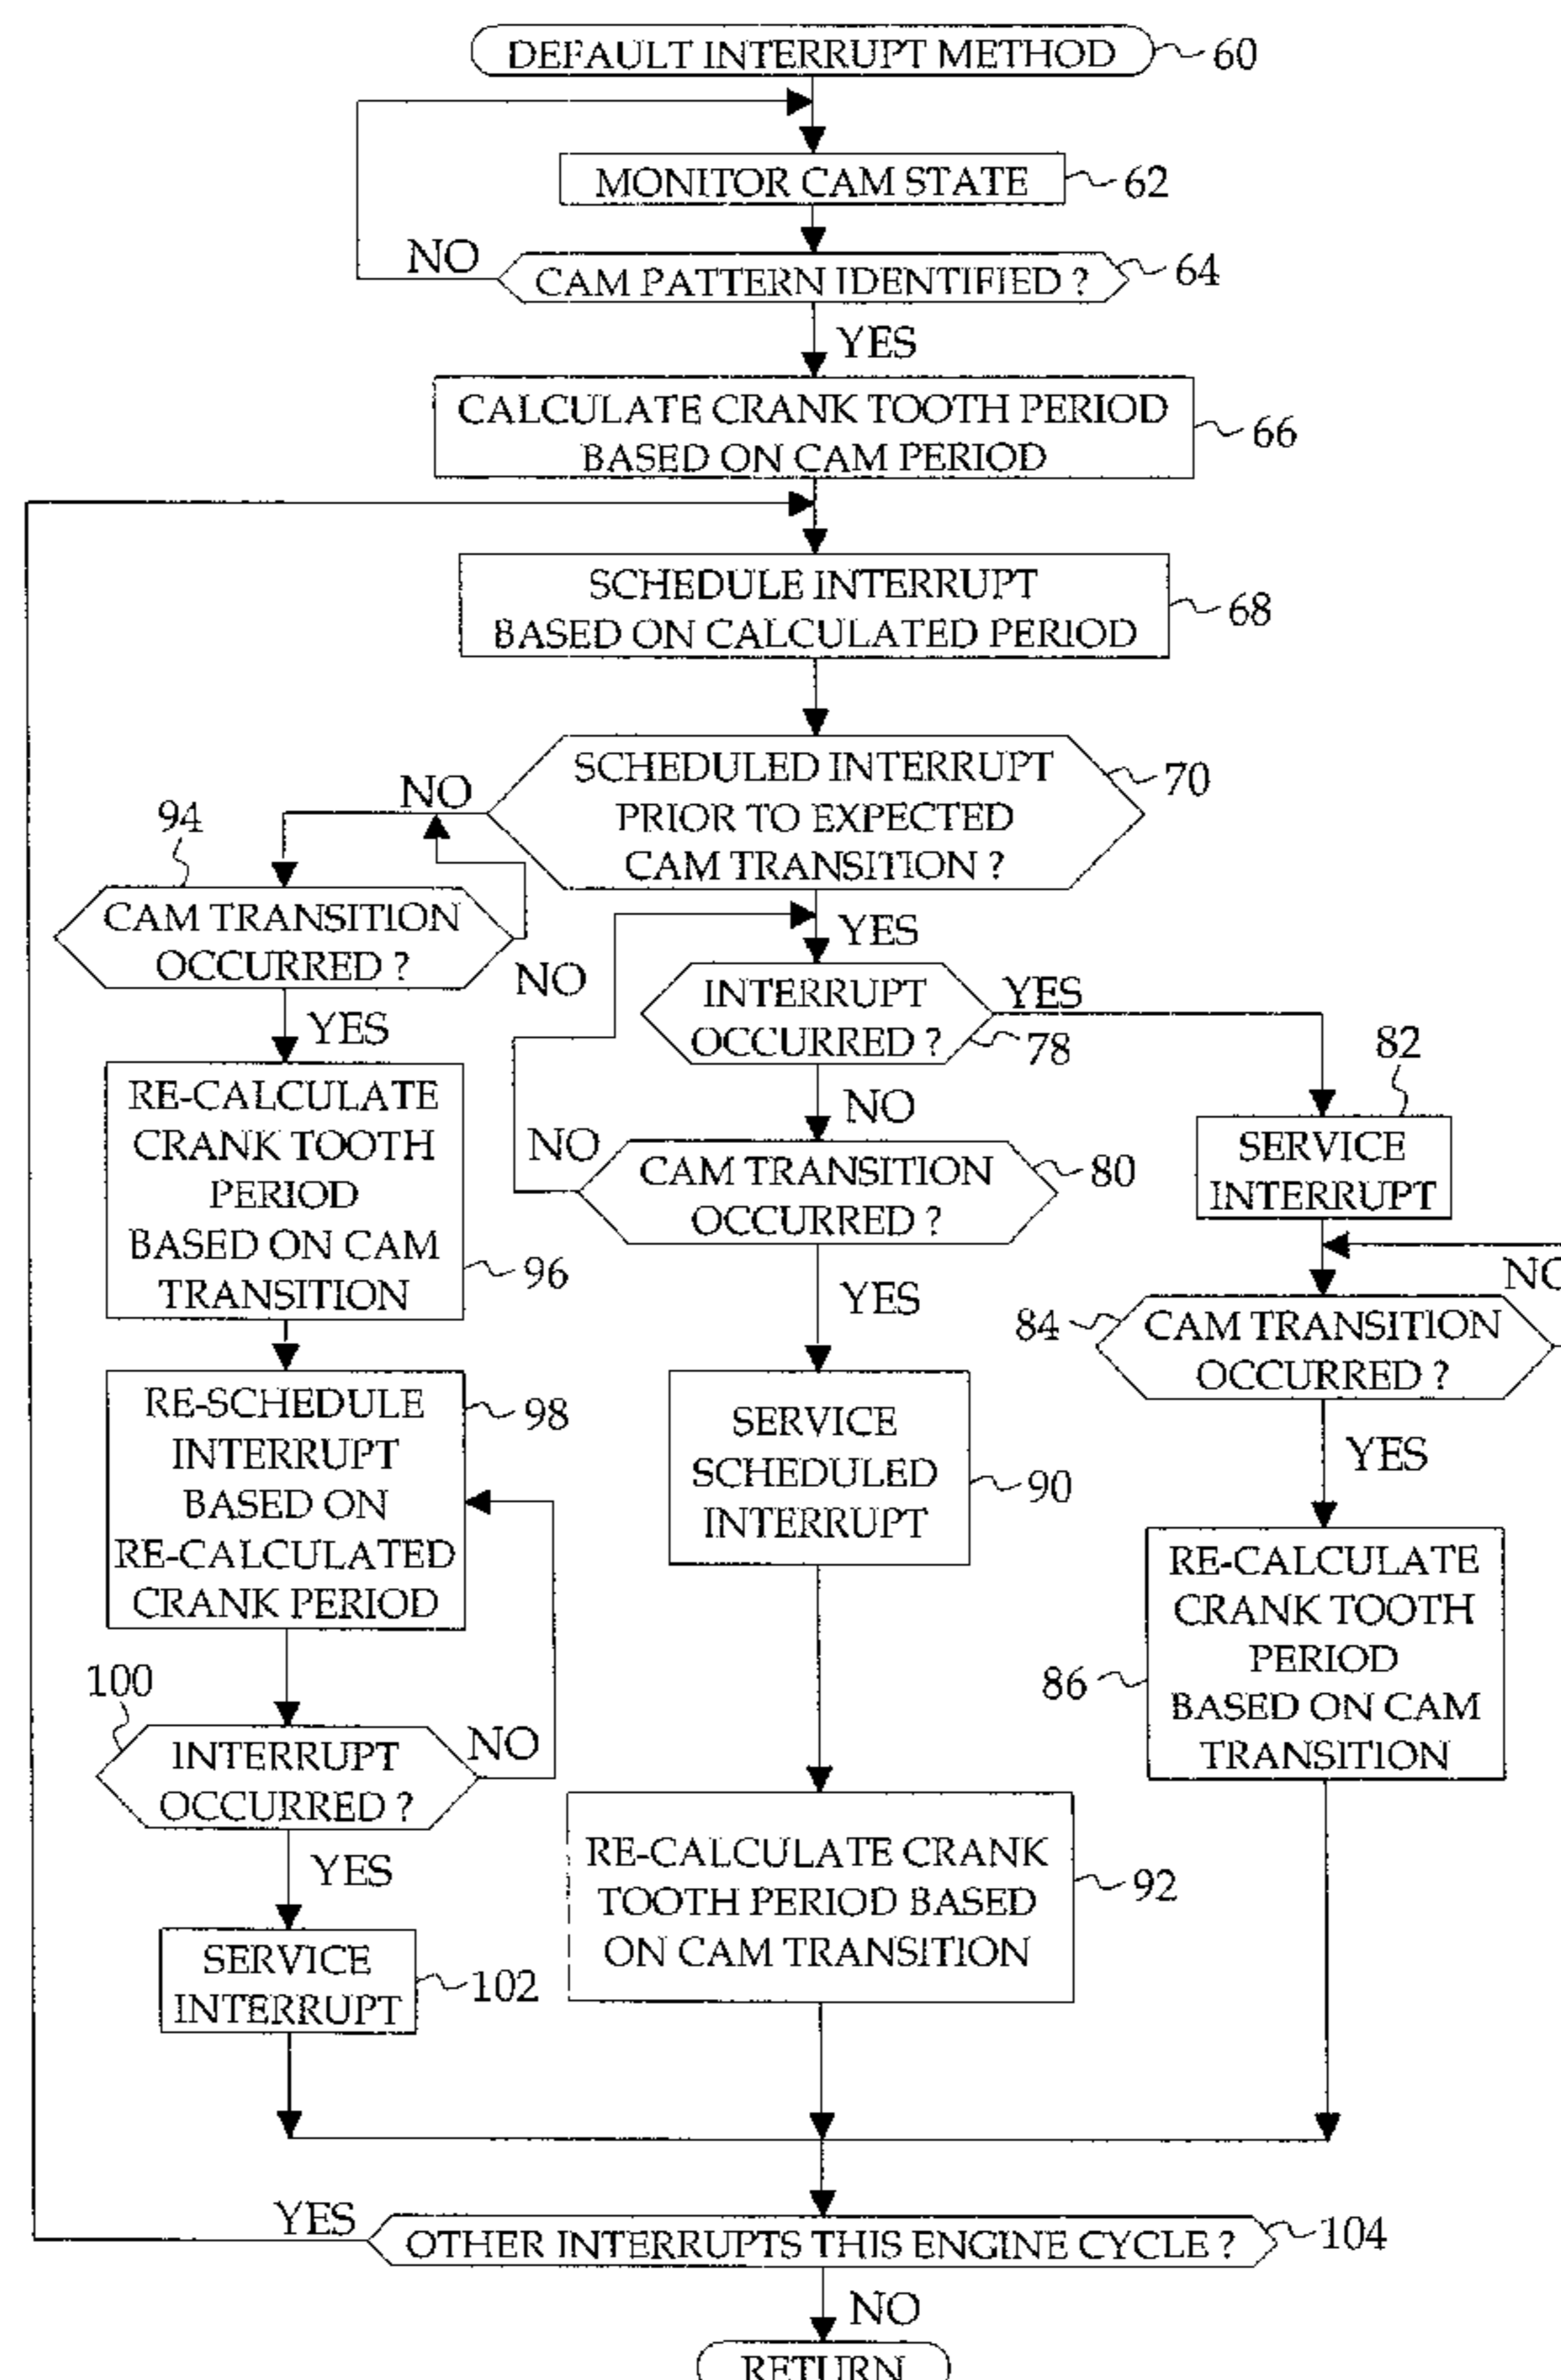 DEFAULT INTERRUPT METHOD
60
MONITOR CAM STATE
62
NO
CAM PATTERN IDENTIFIED ?
64
YES
CALCULATE CRANK TOOTH PERIOD
BASED ON CAM PERIOD
66
SCHEDULE INTERRUPT
BASED ON CALCULATED PERIOD
68
SCHEDULED INTERRUPT
PRIOR TO EXPECTED
CAM TRANSITION ?
70
NO
94
CAM TRANSITION
OCCURRED ?
NO
YES
YES
INTERRUPT
OCCURRED ?
78
YES
NO
82
SERVICE
INTERRUPT
RE-CALCULATE
CRANK TOOTH
PERIOD
BASED ON CAM
TRANSITION
96
NO
CAM TRANSITION
OCCURRED ?
80
YES
NO
84
CAM TRANSITION
OCCURRED ?
YES
RE-SCHEDULE
INTERRUPT
BASED ON
RE-CALCULATED
CRANK PERIOD
98
SERVICE
SCHEDULED
INTERRUPT
90
RE-CALCULATE
CRANK TOOTH
PERIOD
BASED ON CAM
TRANSITION
86
100
INTERRUPT
OCCURRED ?
NO
YES
RE-CALCULATE CRANK
TOOTH PERIOD BASED
ON CAM TRANSITION
92
SERVICE
INTERRUPT
102
YES
OTHER INTERRUPTS THIS ENGINE CYCLE ?
104
NO
RETURN